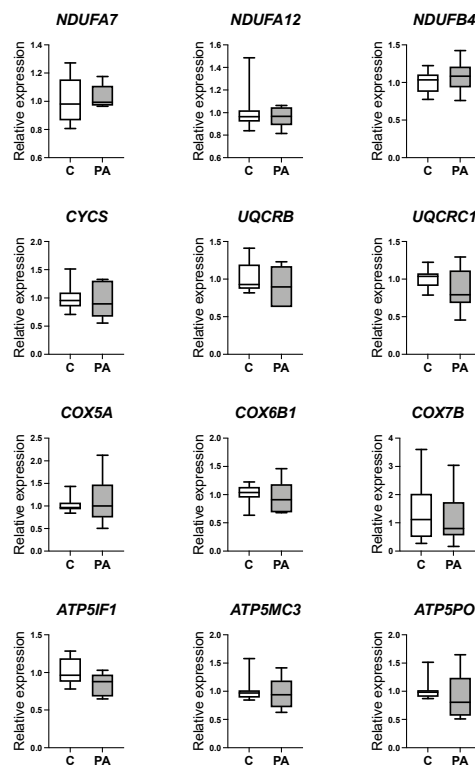 NDUFA7
NDUFA12
NDUFB4
Relative expression
1.4
1.2
1.0
0.8
0.6
C PA
Relative expression
1.6
1.4
1.2
1.0
0.8
0.6
C PA
Relative expression
1.5
1.0
0.5
0.0
C PA
CYCS
UQCRB
UQCRC1
Relative expression
2.0
1.5
1.0
0.5
0.0
C PA
Relative expression
1.5
1.0
0.5
0.0
C PA
Relative expression
1.5
1.0
0.5
0.0
C PA
COX5A
COX6B1
COX7B
Relative expression
2.5
2.0
1.5
1.0
0.5
0.0
C PA
Relative expression
2.0
1.5
1.0
0.5
0.0
C PA
Relative expression
4
3
2
1
0
C PA
ATP5IF1
ATP5MC3
ATP5PO
Relative expression
1.5
1.0
0.5
0.0
C PA
Relative expression
2.0
1.5
1.0
0.5
0.0
C PA
Relative expression
2.0
1.5
1.0
0.5
0.0
C PA